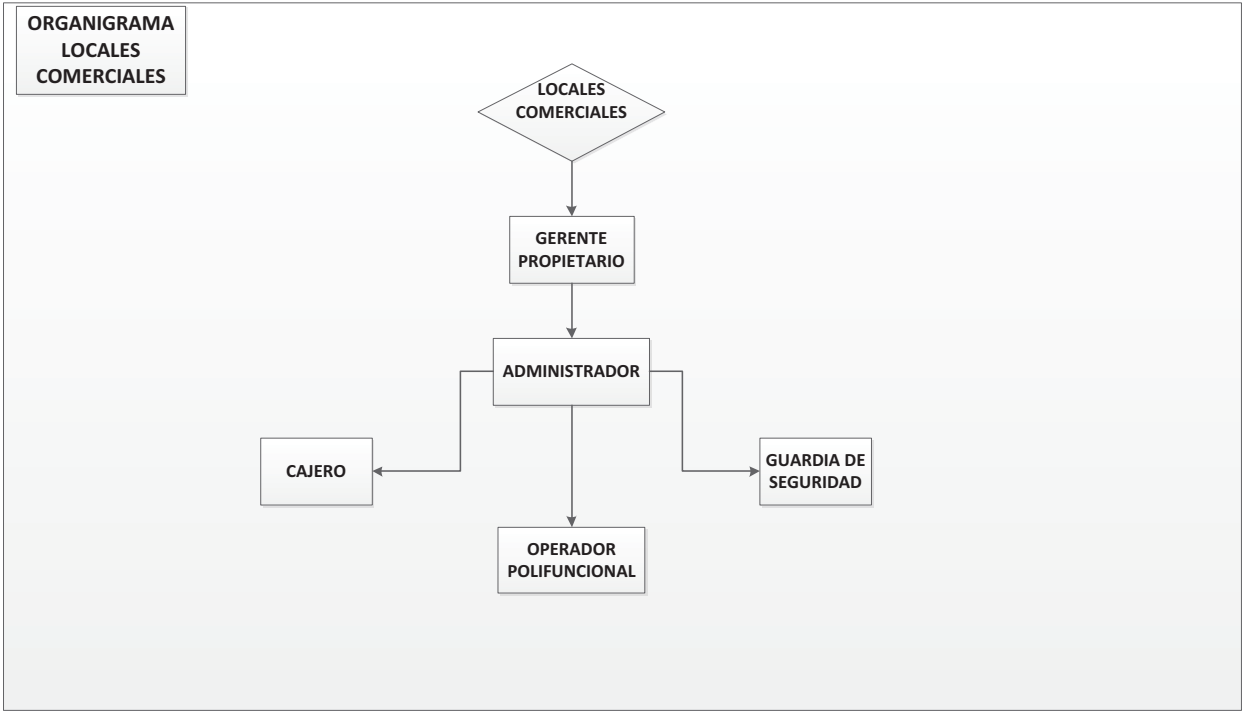 ORGANIGRAMA
LOCALES
COMERCIALES
LOCALES
COMERCIALES
GERENTE
PROPIETARIO
ADMINISTRADOR
CAJERO
GUARDIA DE
SEGURIDAD
OPERADOR
POLIFUNCIONAL